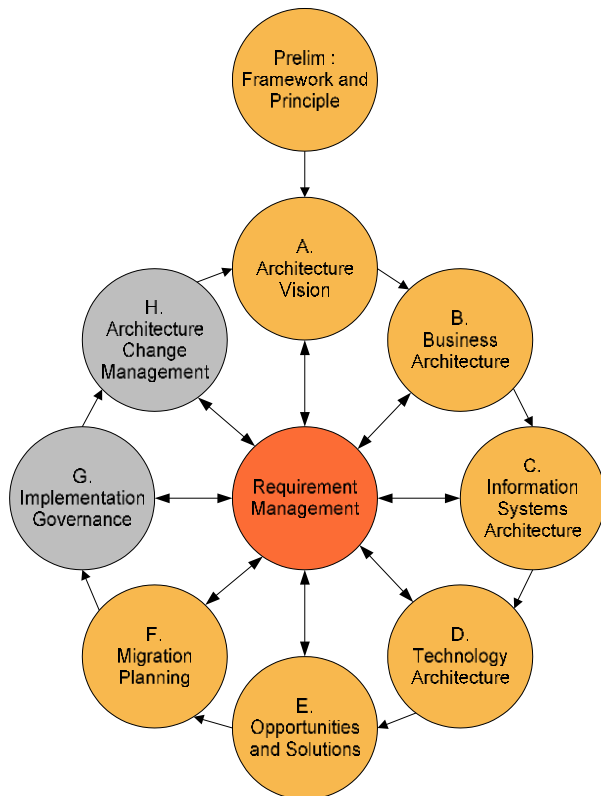 Prelim :
Framework and
Principle
A.
Architecture
Vision
H.
Architecture
Change
Management
B.
Business
Architecture
G.
Implementation
Governance
Requirement
Management
C.
Information
Systems
Architecture
F.
Migration
Planning
D.
Technology
Architecture
E.
Opportunities
and Solutions